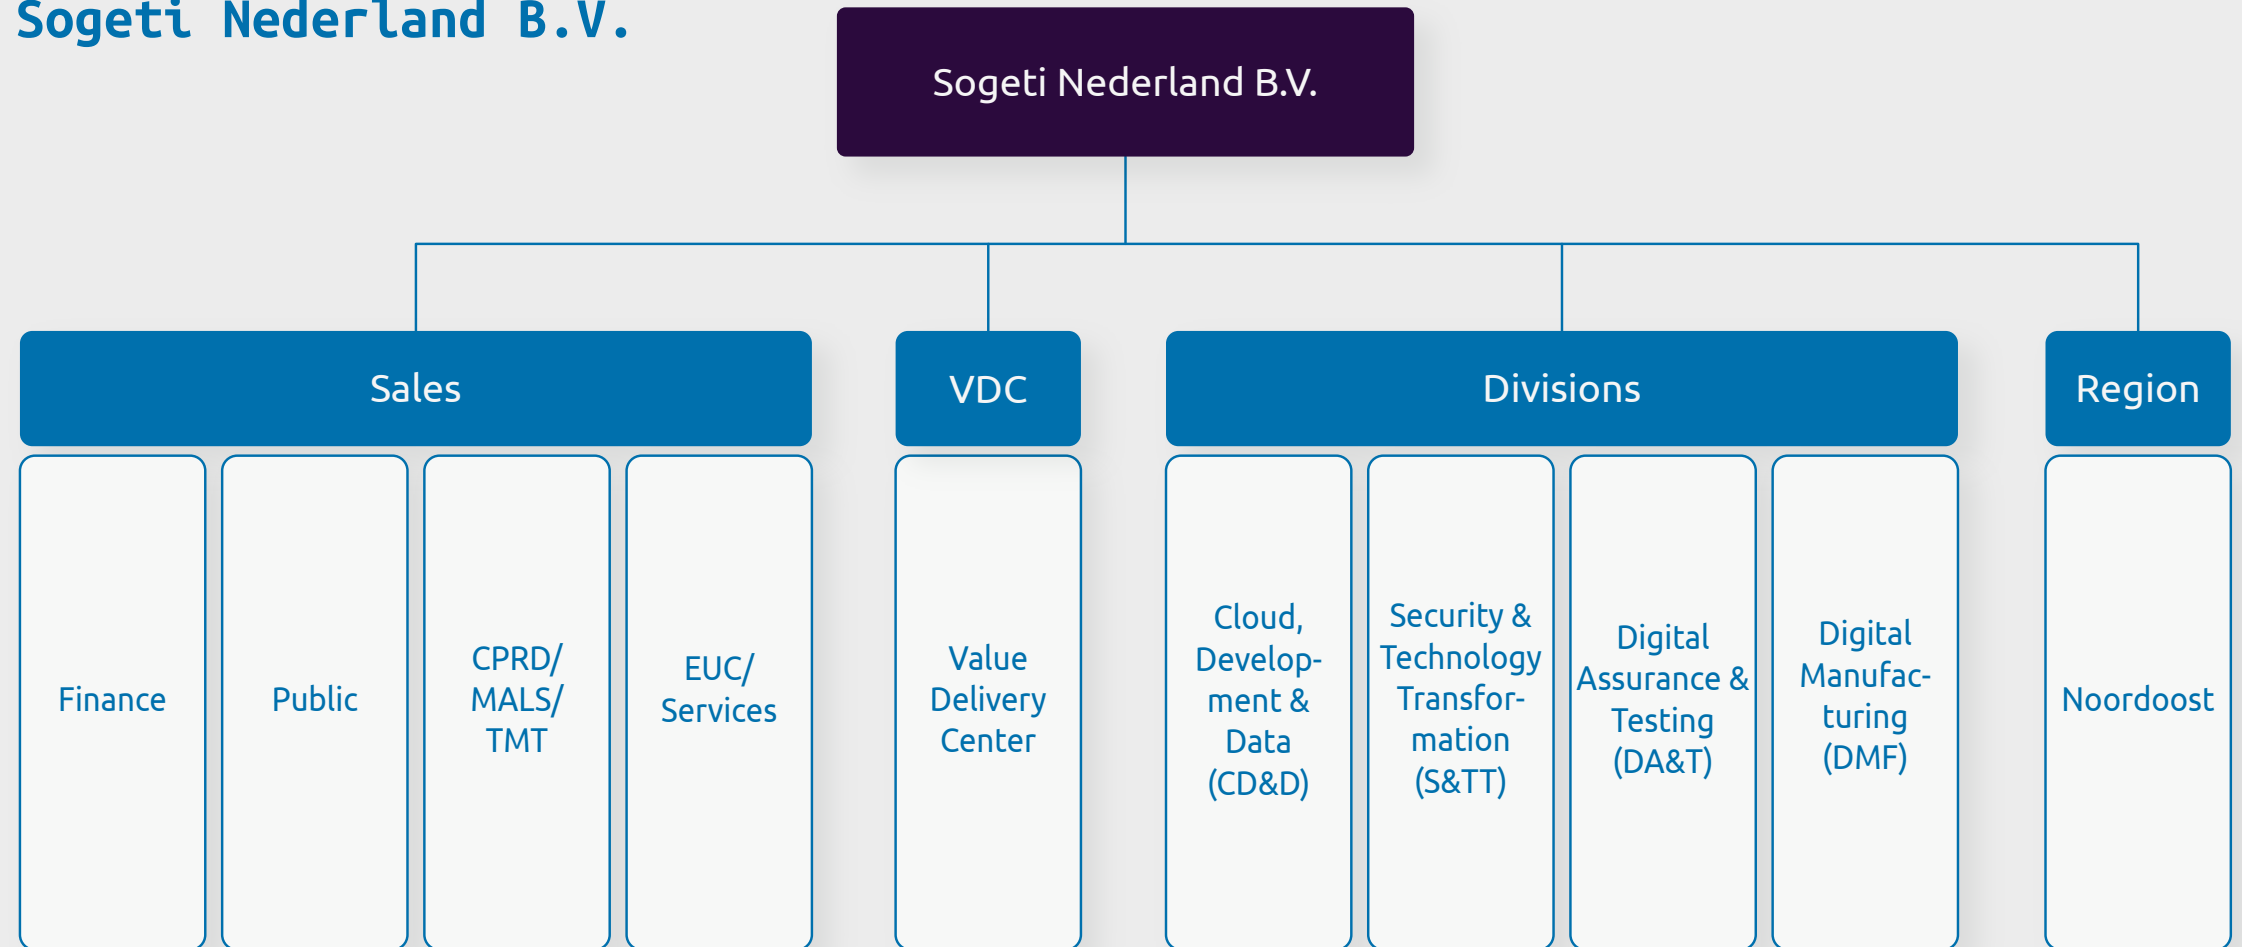 Sogeti Nederland B.V.
Sogeti Nederland B.V.
Sales
VDC
Divisions
Region
Finance
Public
CPRD/
MALS/
TMT
EUC/
Services
Value
Delivery
Center
Cloud,
Develop-
ment &
Data
(CD&D)
Security &
Technology
Transfor-
mation
(S&TT)
Digital
Assurance &
Testing
(DA&T)
Digital
Manufac-
turing
(DMF)
Noordoost